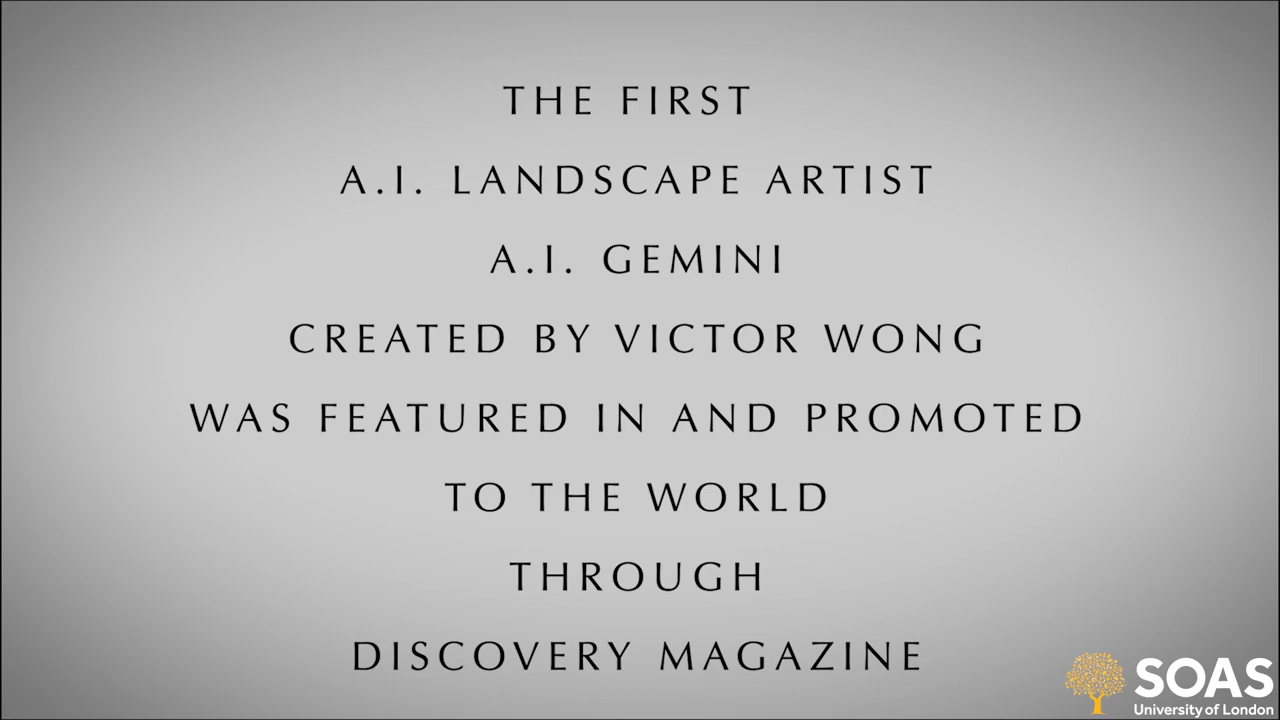 THE FIRST
A.I. LANDSCAPE ARTIST
A.I. GEMINI
CREATED BY VICTOR WONG
WAS FEATURED IN AND PROMOTED
TO THE WORLD
THROUGH
DISCOVERY MAGAZINE
SOAS
University of London